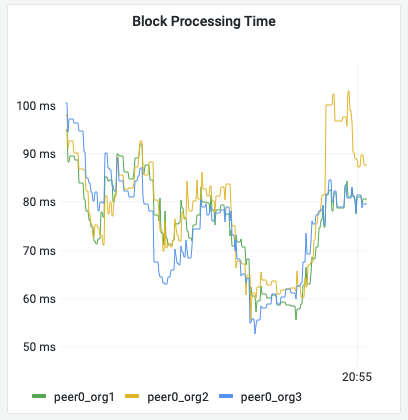 Block Processing Time
100 ms
90 ms
80 ms
70 ms
60 ms
50 ms
20:55
peer0_org1 peer0_org2 peer0_org3